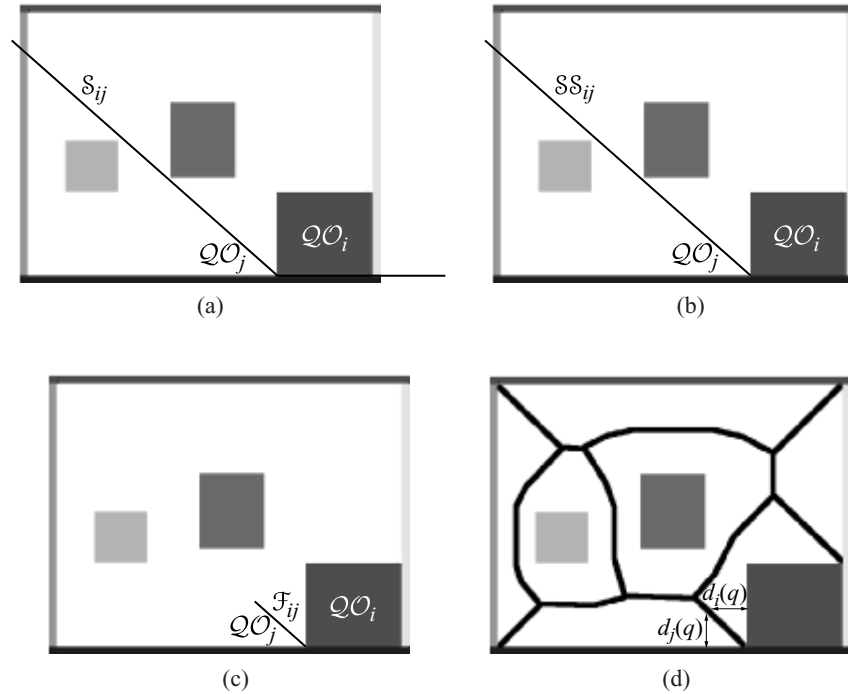 𝒮ij
𝒬𝒪j
𝒬𝒪i
(a)
𝒮𝒮ij
𝒬𝒪j
𝒬𝒪i
(b)
ℱij
𝒬𝒪j
𝒬𝒪i
(c)
di(q)
dj(q)
(d)